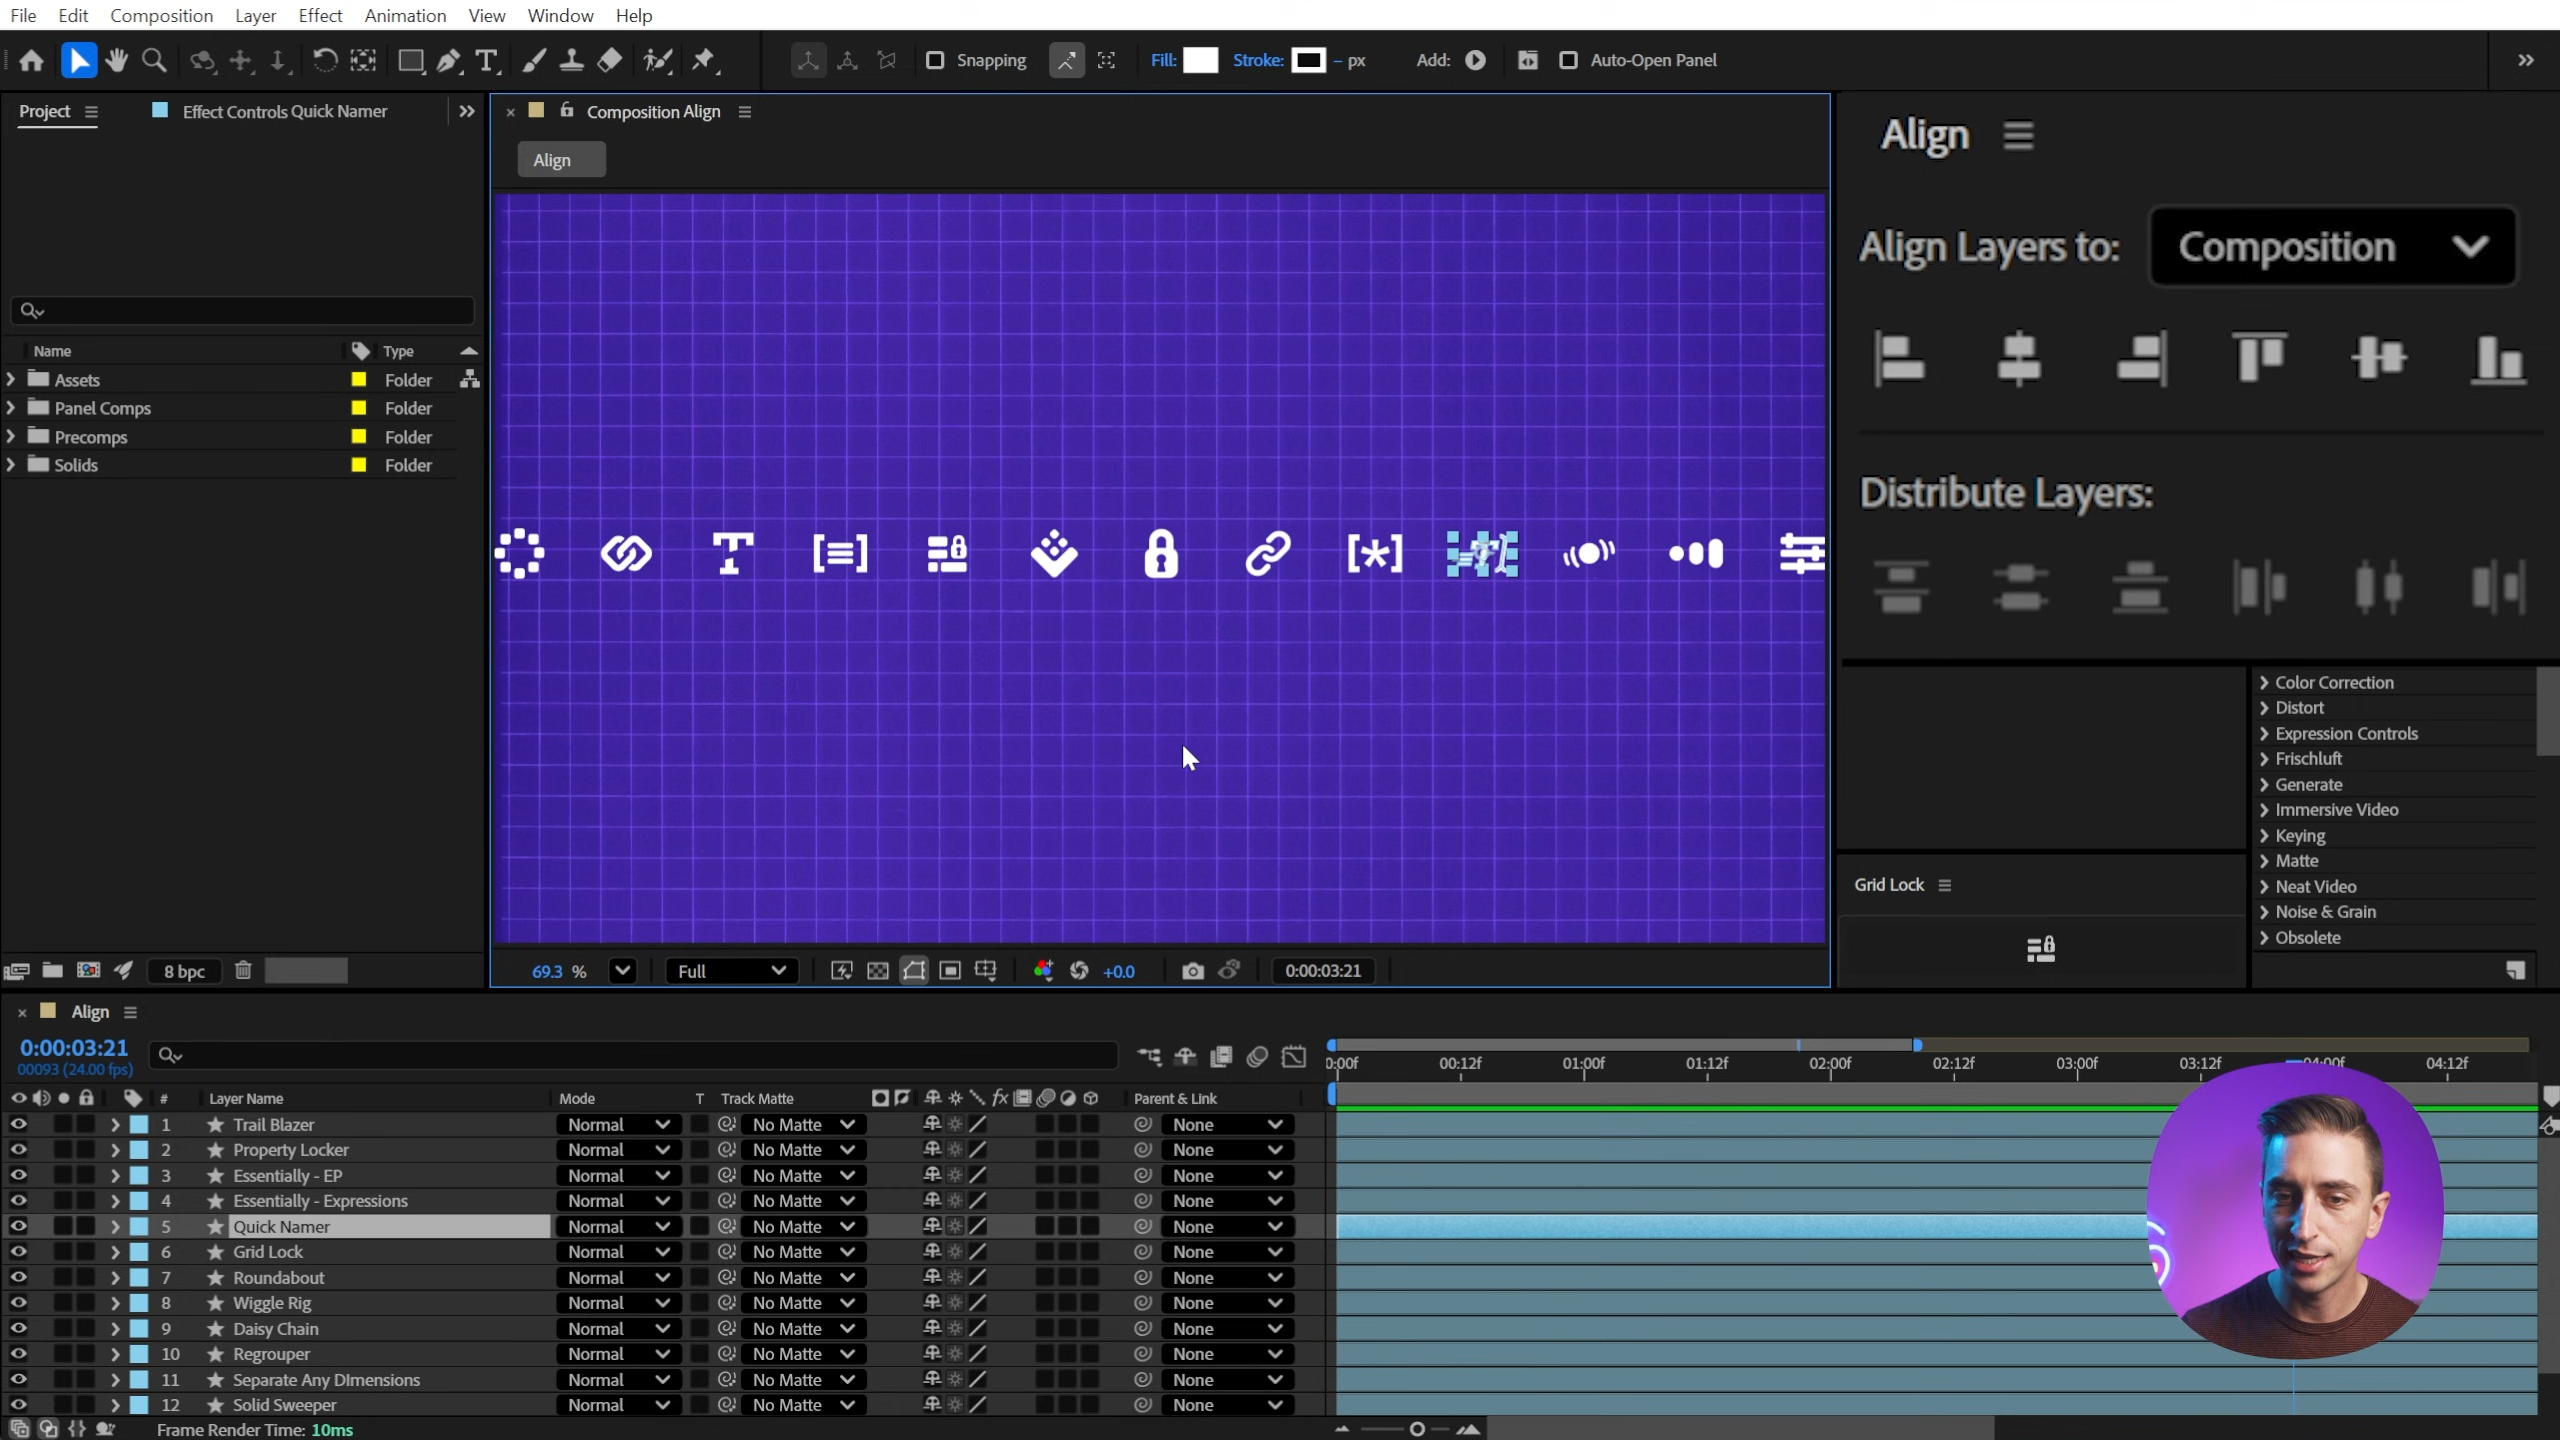 File Edit Composition Layer Effect Animation View Window Help
Snapping Fill: Stroke: – px Add: Auto-Open Panel
Project Effect Controls Quick Namer
Composition Align
Align
Name Type
Assets Folder
Panel Comps Folder
Precomps Folder
Solids Folder
8 bpc
69.3 % Full +0.0 0:00:03:21
Align
Align Layers to: Composition
Distribute Layers:
Color Correction
Distort
Expression Controls
Frischluft
Generate
Immersive Video
Keying
Matte
Neat Video
Noise & Grain
Obsolete
Grid Lock
Align
0:00:03:21
00093 (24.00 fps)
0:00f 00:12f 01:00f 01:12f 02:00f 02:12f 03:00f 03:12f 04:00f 04:12f
# Layer Name Mode T Track Matte fx Parent & Link
1 Trail Blazer Normal No Matte None
2 Property Locker Normal No Matte None
3 Essentially - EP Normal No Matte None
4 Essentially - Expressions Normal No Matte None
5 Quick Namer Normal No Matte None
6 Grid Lock Normal No Matte None
7 Roundabout Normal No Matte None
8 Wiggle Rig Normal No Matte None
9 Daisy Chain Normal No Matte None
10 Regrouper Normal No Matte None
11 Separate Any DImensions Normal No Matte None
12 Solid Sweeper Normal No Matte None
Frame Render Time: 10ms